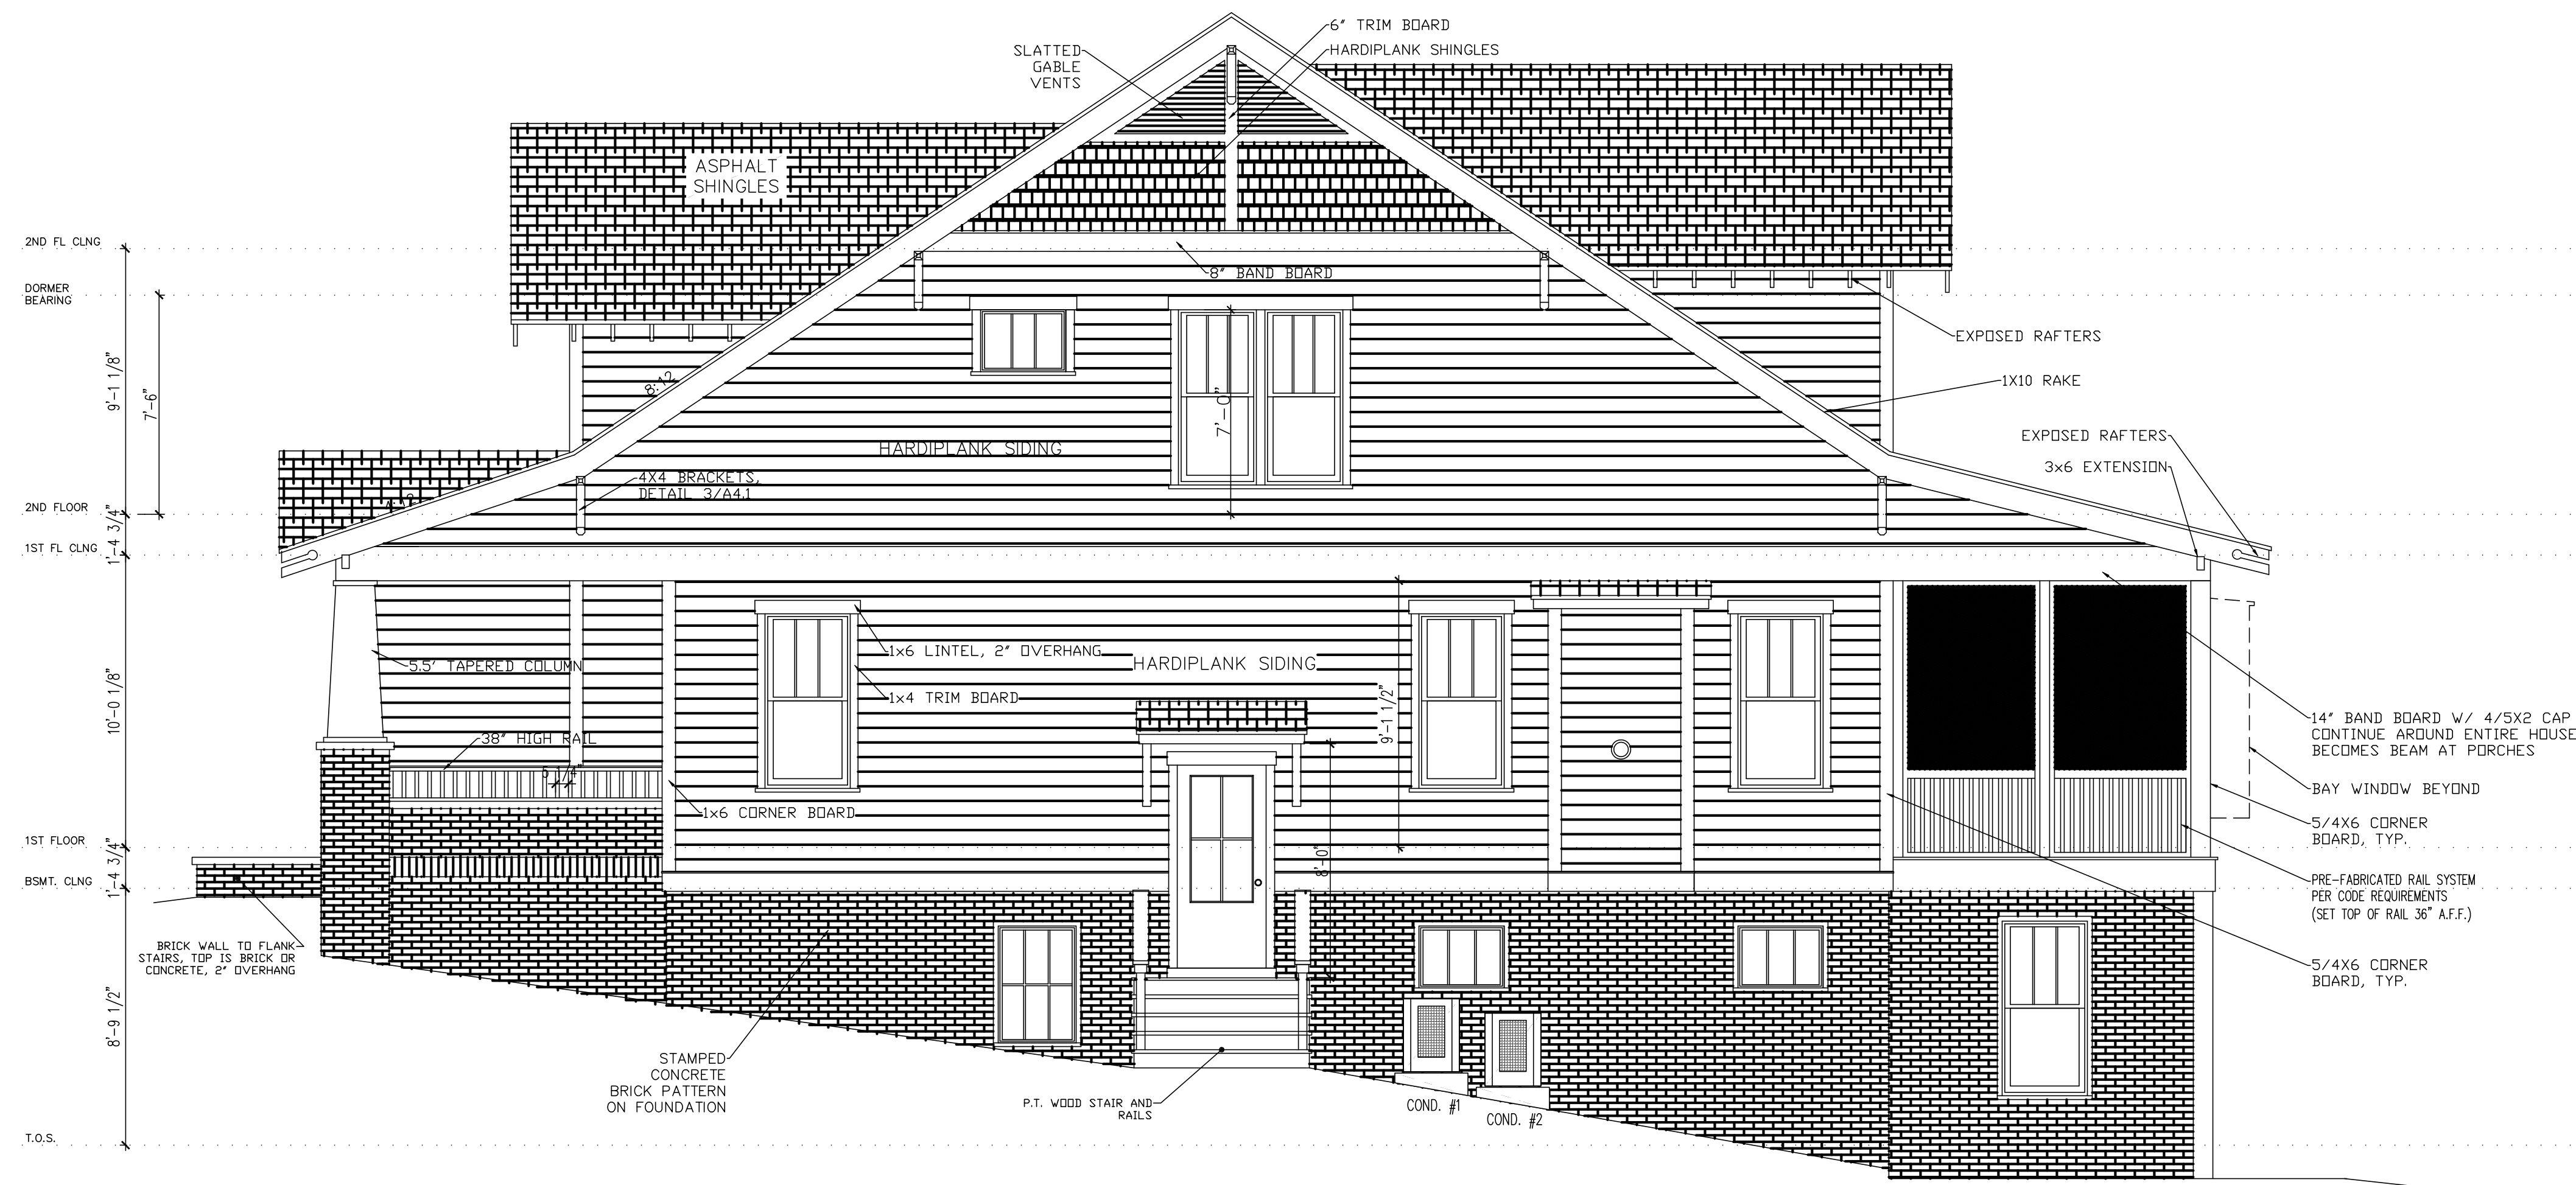 6" TRIM BOARD
HARDIPLANK SHINGLES
SLATTED
GABLE
VENTS
ASPHALT
SHINGLES
2ND FL CLNG
8" BAND BOARD
DORMER
BEARING
EXPOSED RAFTERS
9'-1 1/8"
7'-6"
8:12
1X10 RAKE
7'-0"
EXPOSED RAFTERS
HARDIPLANK SIDING
3x6 EXTENSION
4X4 BRACKETS,
DETAIL 3/A4.1
4:12
2ND FLOOR
1'-4 3/4"
1ST FL CLNG
1x6 LINTEL, 2" OVERHANG
HARDIPLANK SIDING
5.5' TAPERED COLUMN
1x4 TRIM BOARD
10'-0 1/8"
9'-1 1/2"
14" BAND BOARD W/ 4/5X2 CAP
CONTINUE AROUND ENTIRE HOUSE
BECOMES BEAM AT PORCHES
38" HIGH RAIL
5 1/4"
BAY WINDOW BEYOND
1x6 CORNER BOARD
5/4X6 CORNER
BOARD, TYP.
1ST FLOOR
1'-4 3/4"
8'-0"
BSMT. CLNG
PRE-FABRICATED RAIL SYSTEM
PER CODE REQUIREMENTS
(SET TOP OF RAIL 36" A.F.F.)
BRICK WALL TO FLANK
STAIRS, TOP IS BRICK OR
CONCRETE, 2" OVERHANG
5/4X6 CORNER
BOARD, TYP.
8'-9 1/2"
STAMPED
CONCRETE
BRICK PATTERN
ON FOUNDATION
P.T. WOOD STAIR AND
RAILS
COND. #1
COND. #2
T.O.S.